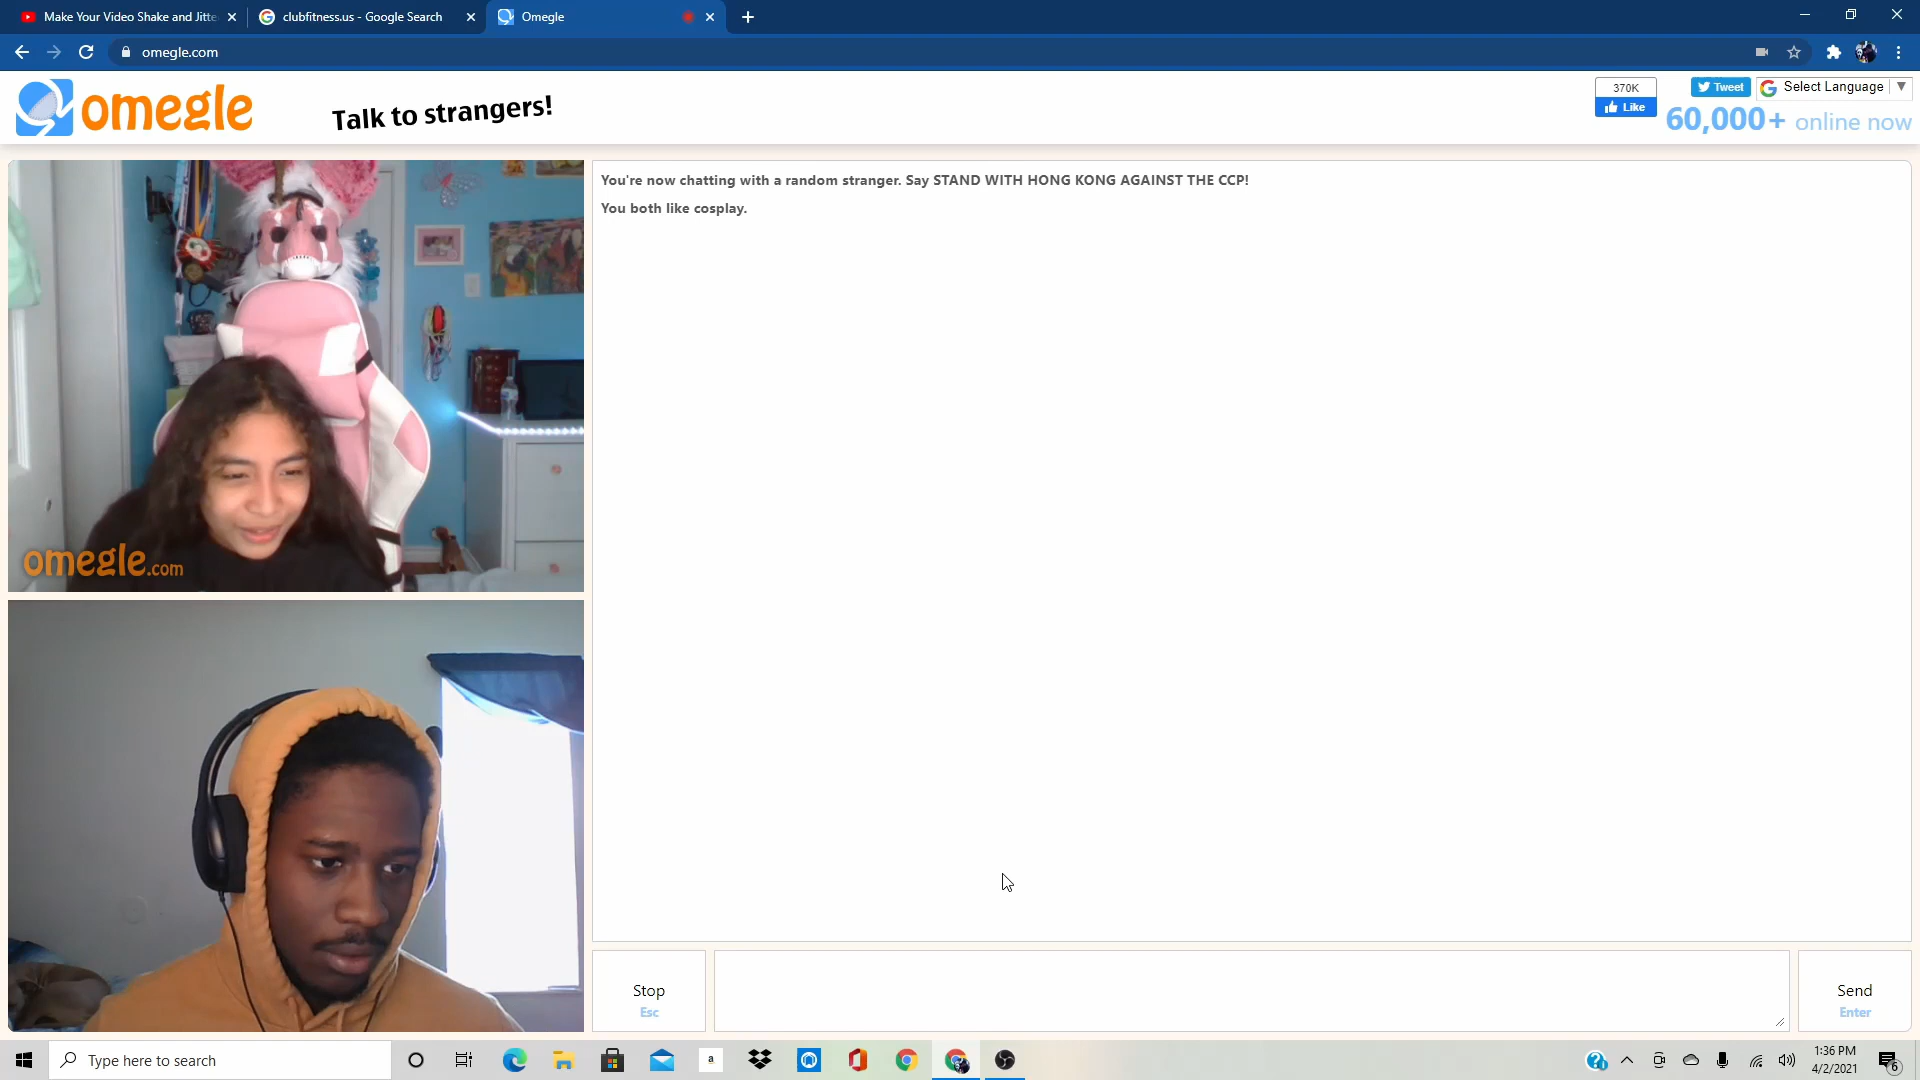 Make Your Video Shake and Jitte
clubfitness.us - Google Search
Omegle
omegle.com
omegle
Talk to strangers!
370K
Like
Tweet
Select Language
60,000+ online now
You're now chatting with a random stranger. Say STAND WITH HONG KONG AGAINST THE CCP!
You both like cosplay.
omegle.com
Stop
Esc
Send
Enter
Type here to search
a
1:36 PM
4/2/2021
6